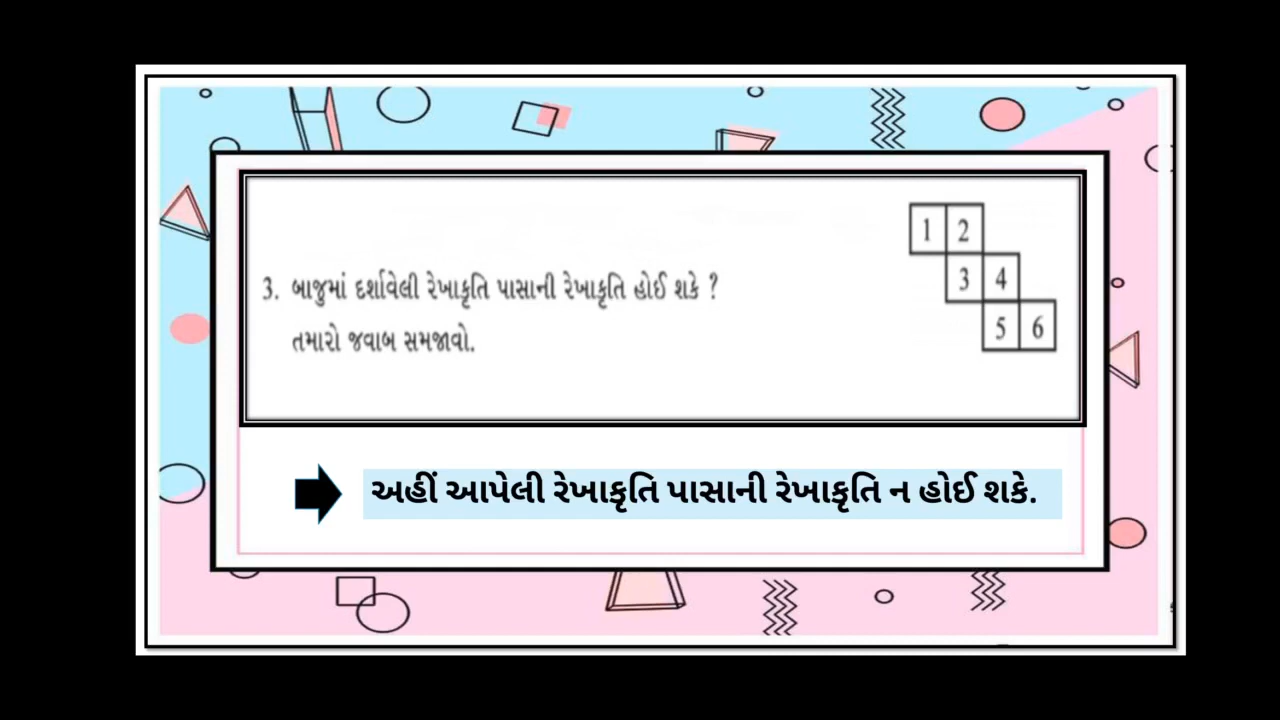 1 2
3 4
5 6
3. બાજુમાં દર્શાવેલી રેખાકૃતિ પાસાની રેખાકૃતિ હોઈ શકે ?
તમારો જવાબ સમજાવો.
અહીં આપેલી રેખાકૃતિ પાસાની રેખાકૃતિ ન હોઈ શકે.